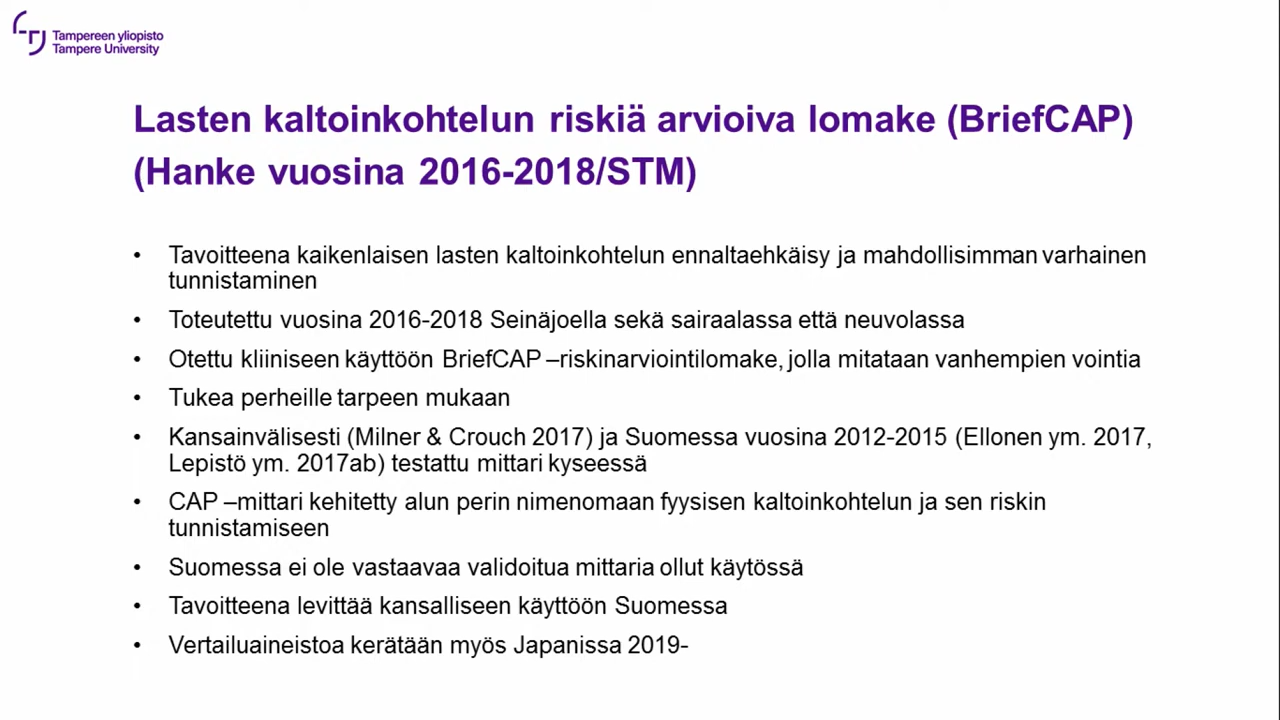 Tampereen yliopisto
Tampere University
Lasten kaltoinkohtelun riskiä arvioiva lomake (BriefCAP)
(Hanke vuosina 2016-2018/STM)
• Tavoitteena kaikenlaisen lasten kaltoinkohtelun ennaltaehkäisy ja mahdollisimman varhainen
tunnistaminen
• Toteutettu vuosina 2016-2018 Seinäjoella sekä sairaalassa että neuvolassa
• Otettu kliiniseen käyttöön BriefCAP –riskinarviointilomake, jolla mitataan vanhempien vointia
• Tukea perheille tarpeen mukaan
• Kansainvälisesti (Milner & Crouch 2017) ja Suomessa vuosina 2012-2015 (Ellonen ym. 2017,
Lepistö ym. 2017ab) testattu mittari kyseessä
• CAP –mittari kehitetty alun perin nimenomaan fyysisen kaltoinkohtelun ja sen riskin
tunnistamiseen
• Suomessa ei ole vastaavaa validoitua mittaria ollut käytössä
• Tavoitteena levittää kansalliseen käyttöön Suomessa
• Vertailuaineistoa kerätään myös Japanissa 2019-